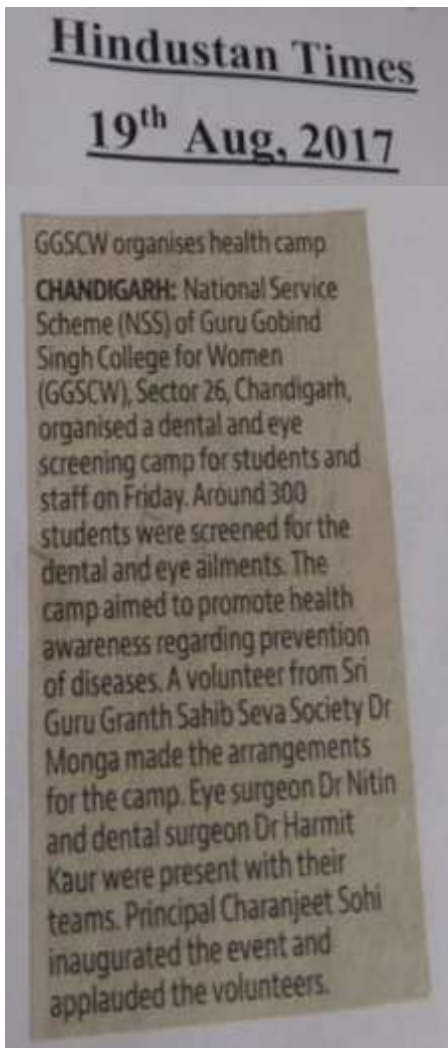 Hindustan Times
19th Aug, 2017
GGSCW organises health camp
CHANDIGARH: National Service
Scheme (NSS) of Guru Gobind
Singh College for Women
(GGSCW), Sector 26, Chandigarh,
organised a dental and eye
screening camp for students and
staff on Friday. Around 300
students were screened for the
dental and eye ailments. The
camp aimed to promote health
awareness regarding prevention
of diseases. A volunteer from Sri
Guru Granth Sahib Seva Society Dr
Monga made the arrangements
for the camp. Eye surgeon Dr Nitin
and dental surgeon Dr Harmit
Kaur were present with their
teams. Principal Charanjeet Sohi
inaugurated the event and
applauded the volunteers.